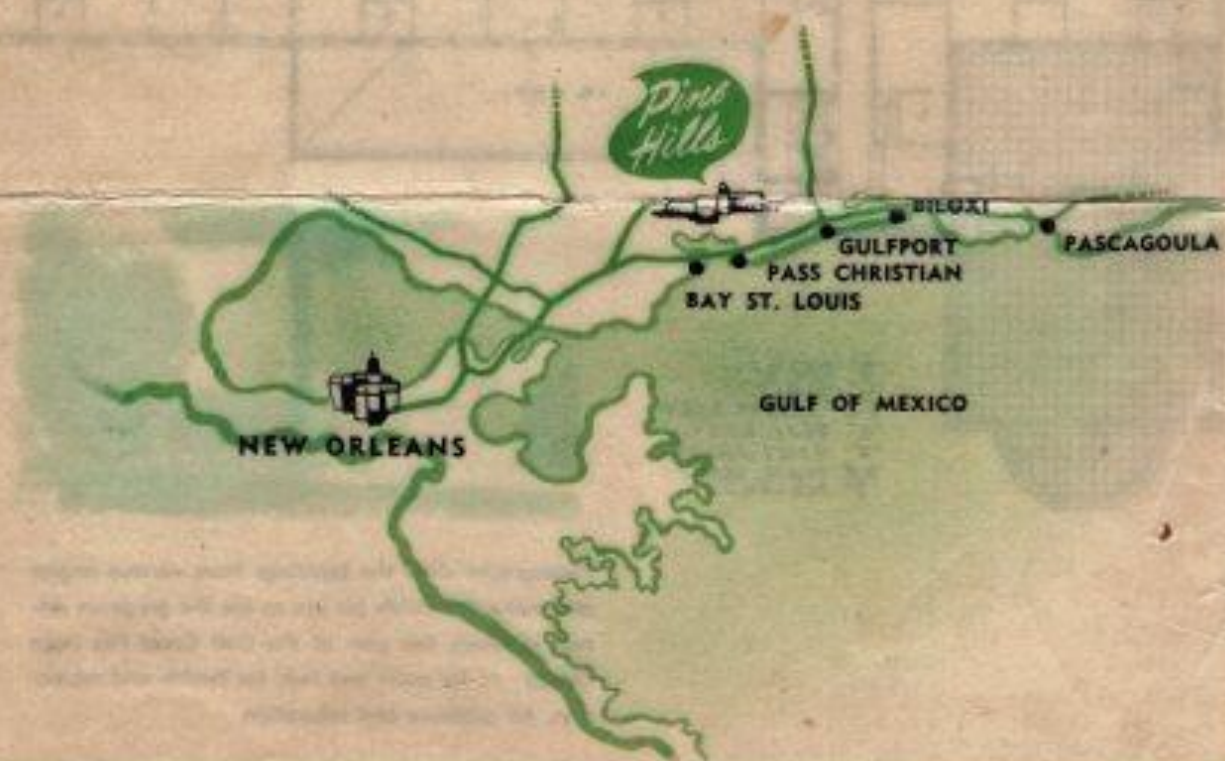 Pine
Hills
BILOXI
GULFPORT
PASCAGOULA
PASS CHRISTIAN
BAY ST. LOUIS
GULF OF MEXICO
NEW ORLEANS